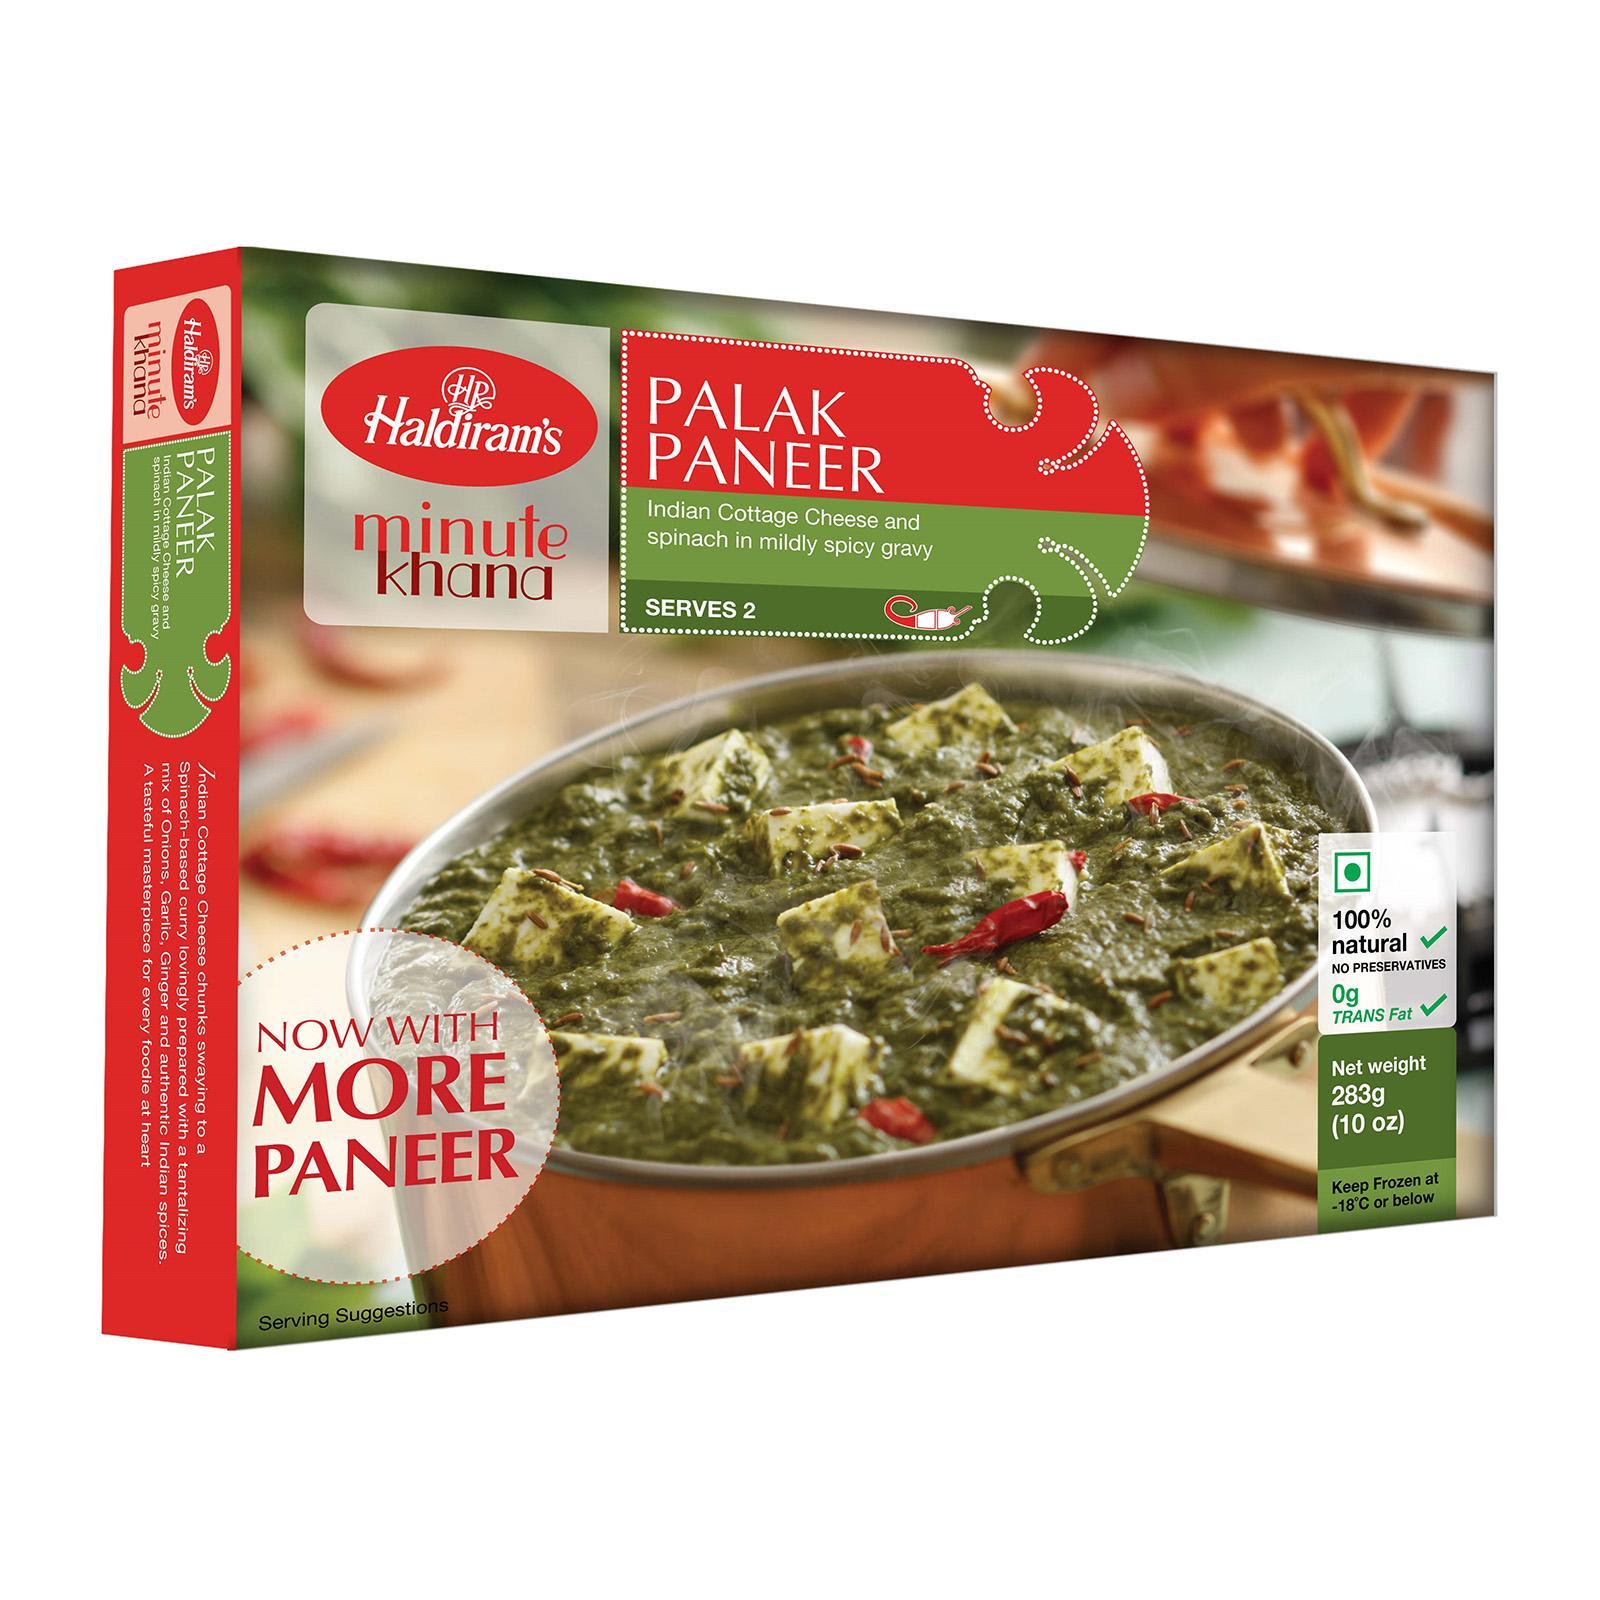 HR
Haldiram's
minute
khana
PALAK
PANEER
Indian Cottage Cheese and
spinach in mildly spicy gravy
SERVES 2
NOW WITH
MORE
PANEER
Serving Suggestions
100%
natural
NO PRESERVATIVES
0g
TRANS Fat
Net weight
283g
(10 oz)
Keep Frozen at
-18°C or below
HR
Haldiram's
minute
khana
PALAK
PANEER
Indian Cottage Cheese and
spinach in mildly spicy gravy
Indian Cottage Cheese chunks swaying to a
Spinach-based curry lovingly prepared with a tantalizing
mix of Onions, Garlic, Ginger and authentic Indian spices.
A tasteful masterpiece for every foodie at heart